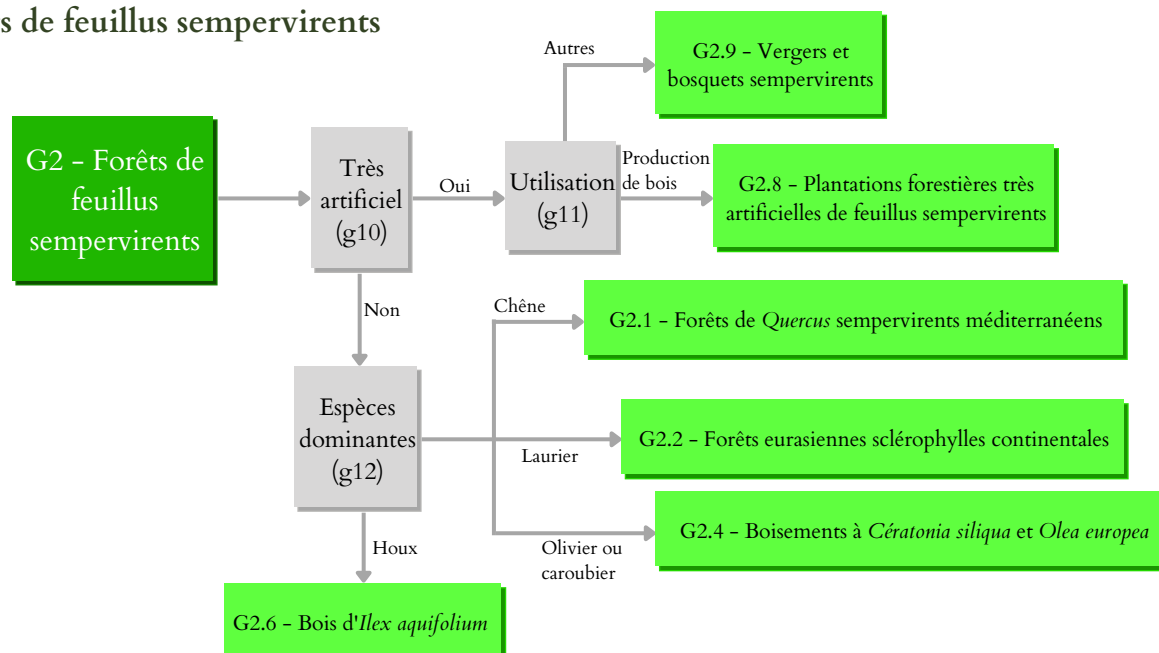 s de feuillus sempervirents
Autres
G2.9 - Vergers et
bosquets sempervirents
G2 - Forêts de
feuillus
sempervirents
Très
artificiel
(g10)
Oui
Utilisation
(g11)
Production
de bois
G2.8 - Plantations forestières très
artificielles de feuillus sempervirents
Non
Chêne
G2.1 - Forêts de Quercus sempervirents méditerranéens
Espèces
dominantes
(g12)
Laurier
G2.2 - Forêts eurasiennes sclérophylles continentales
Olivier ou
caroubier
G2.4 - Boisements à Cératonia siliqua et Olea europea
Houx
G2.6 - Bois d'Ilex aquifolium